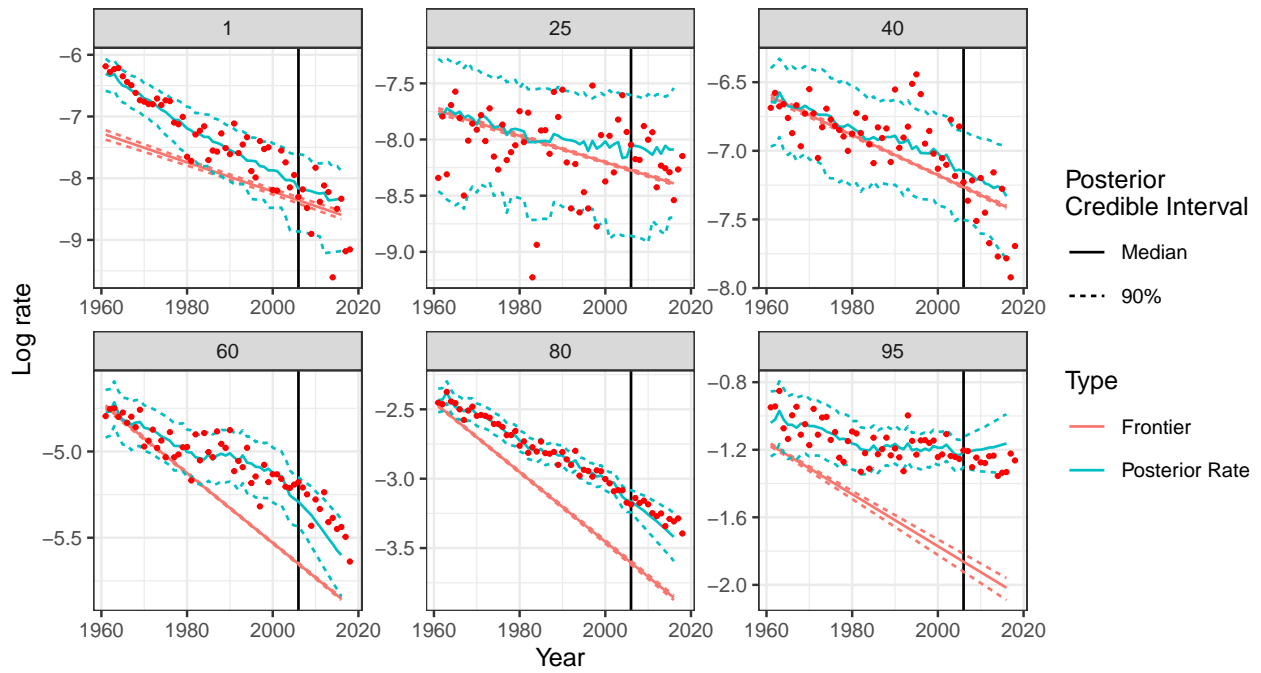 1
25
40
−6
−7
−8
−9
−7.5
−8.0
−8.5
−9.0
−6.5
−7.0
−7.5
−8.0
1960 1980 2000 2020
1960 1980 2000 2020
1960 1980 2000 2020
60
80
95
−5.0
−5.5
−2.5
−3.0
−3.5
−0.8
−1.2
−1.6
−2.0
1960 1980 2000 2020
1960 1980 2000 2020
1960 1980 2000 2020
Log rate
Year
Posterior
Credible Interval
Median
90%
Type
Frontier
Posterior Rate